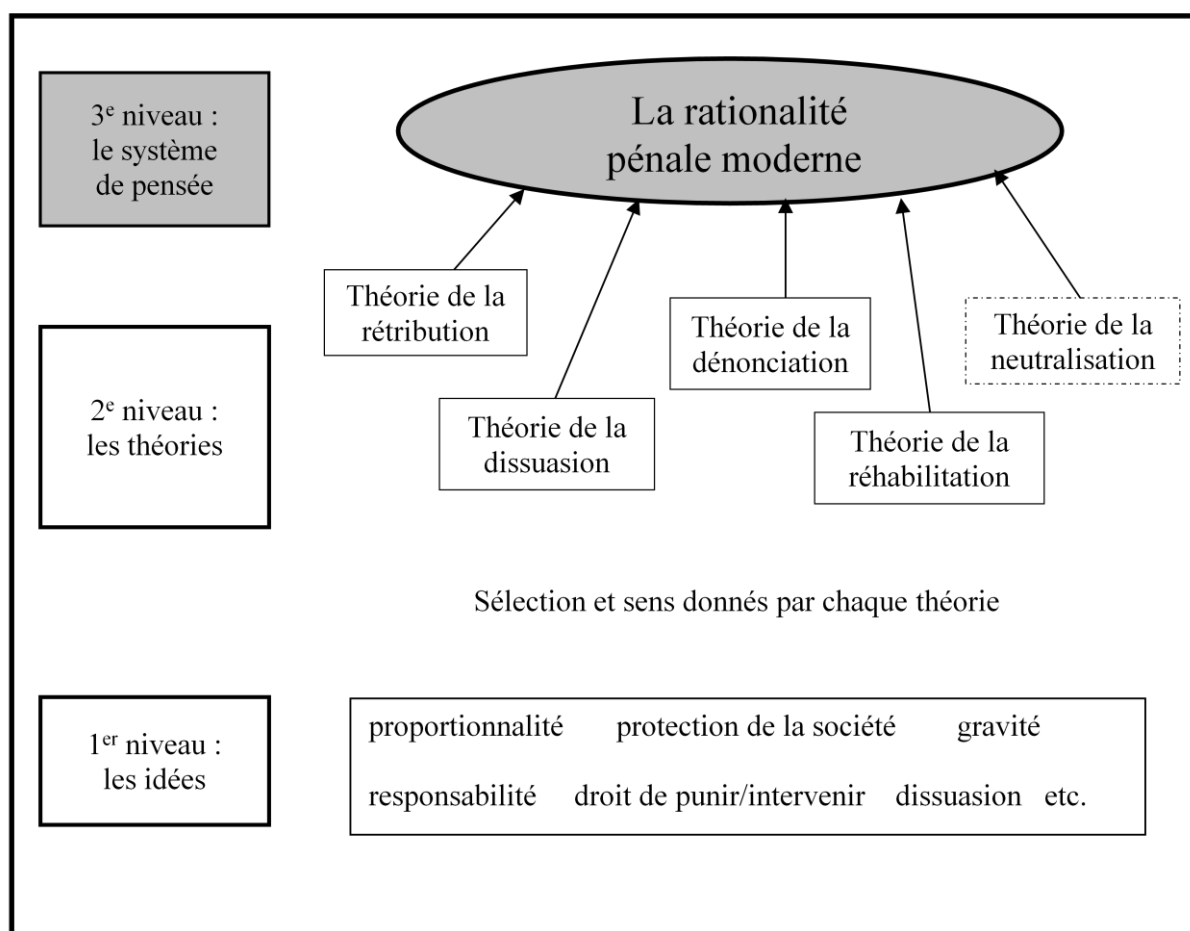 3e niveau :
le système
de pensée
La rationalité
pénale moderne
Théorie de la
rétribution
Théorie de la
dénonciation
Théorie de la
neutralisation
2e niveau :
les théories
Théorie de la
dissuasion
Théorie de la
réhabilitation
Sélection et sens donnés par chaque théorie
1er niveau :
les idées
proportionnalité protection de la société gravité
responsabilité droit de punir/intervenir dissuasion etc.